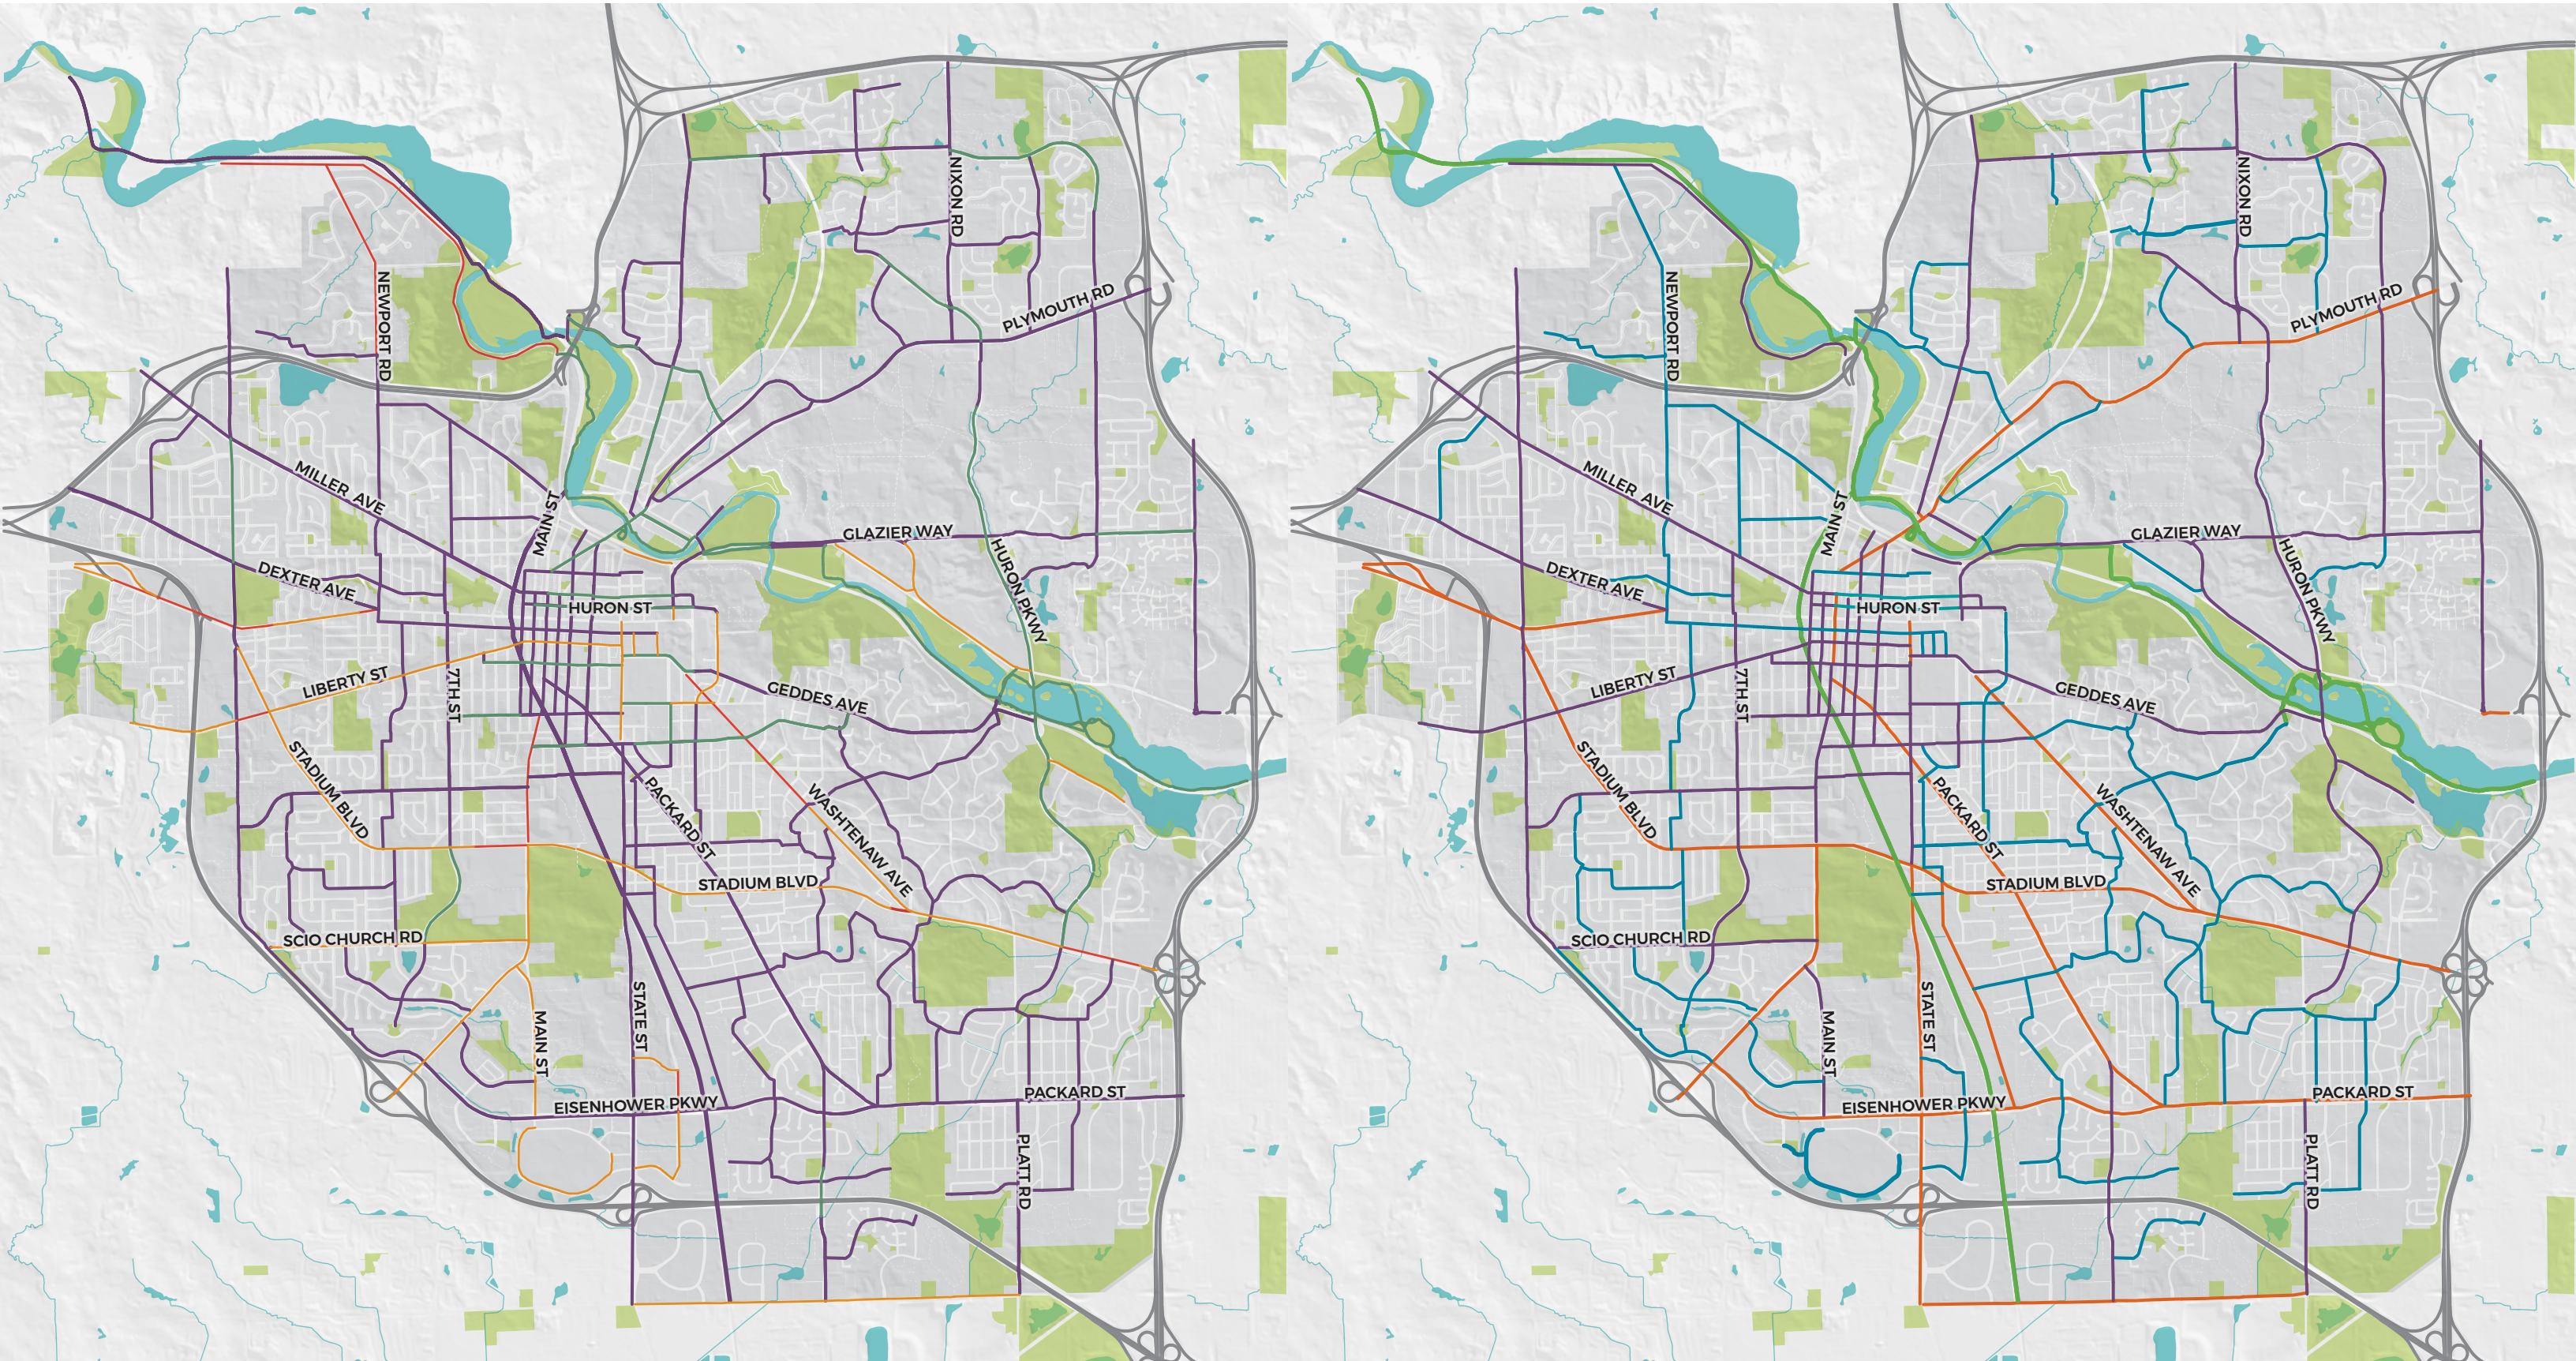 NIXON RD
PLYMOUTH RD
NEWPORT RD
MILLER AVE
MAIN ST
GLAZIER WAY
HURON PKWY
DEXTER AVE
HURON ST
LIBERTY ST
7TH ST
GEDDES AVE
STADIUM BLVD
PACKARD ST
WASHTENAW AVE
STADIUM BLVD
SCIO CHURCH RD
STATE ST
MAIN ST
EISENHOWER PKWY
PACKARD ST
PLATT RD
NIXON RD
PLYMOUTH RD
NEWPORT RD
MILLER AVE
MAIN ST
GLAZIER WAY
HURON PKWY
DEXTER AVE
HURON ST
LIBERTY ST
7TH ST
GEDDES AVE
STADIUM BLVD
PACKARD ST
WASHTENAW AVE
STADIUM BLVD
SCIO CHURCH RD
STATE ST
MAIN ST
EISENHOWER PKWY
PACKARD ST
PLATT RD